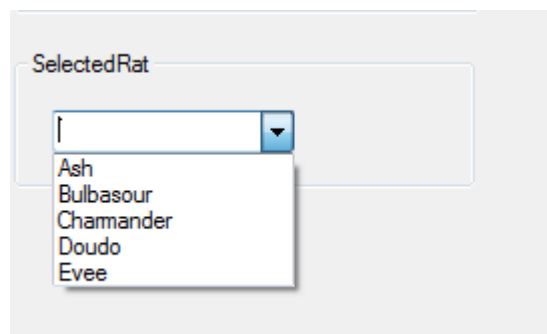 SelectedRat
Ash
Bulbasour
Charmander
Doudo
Evee